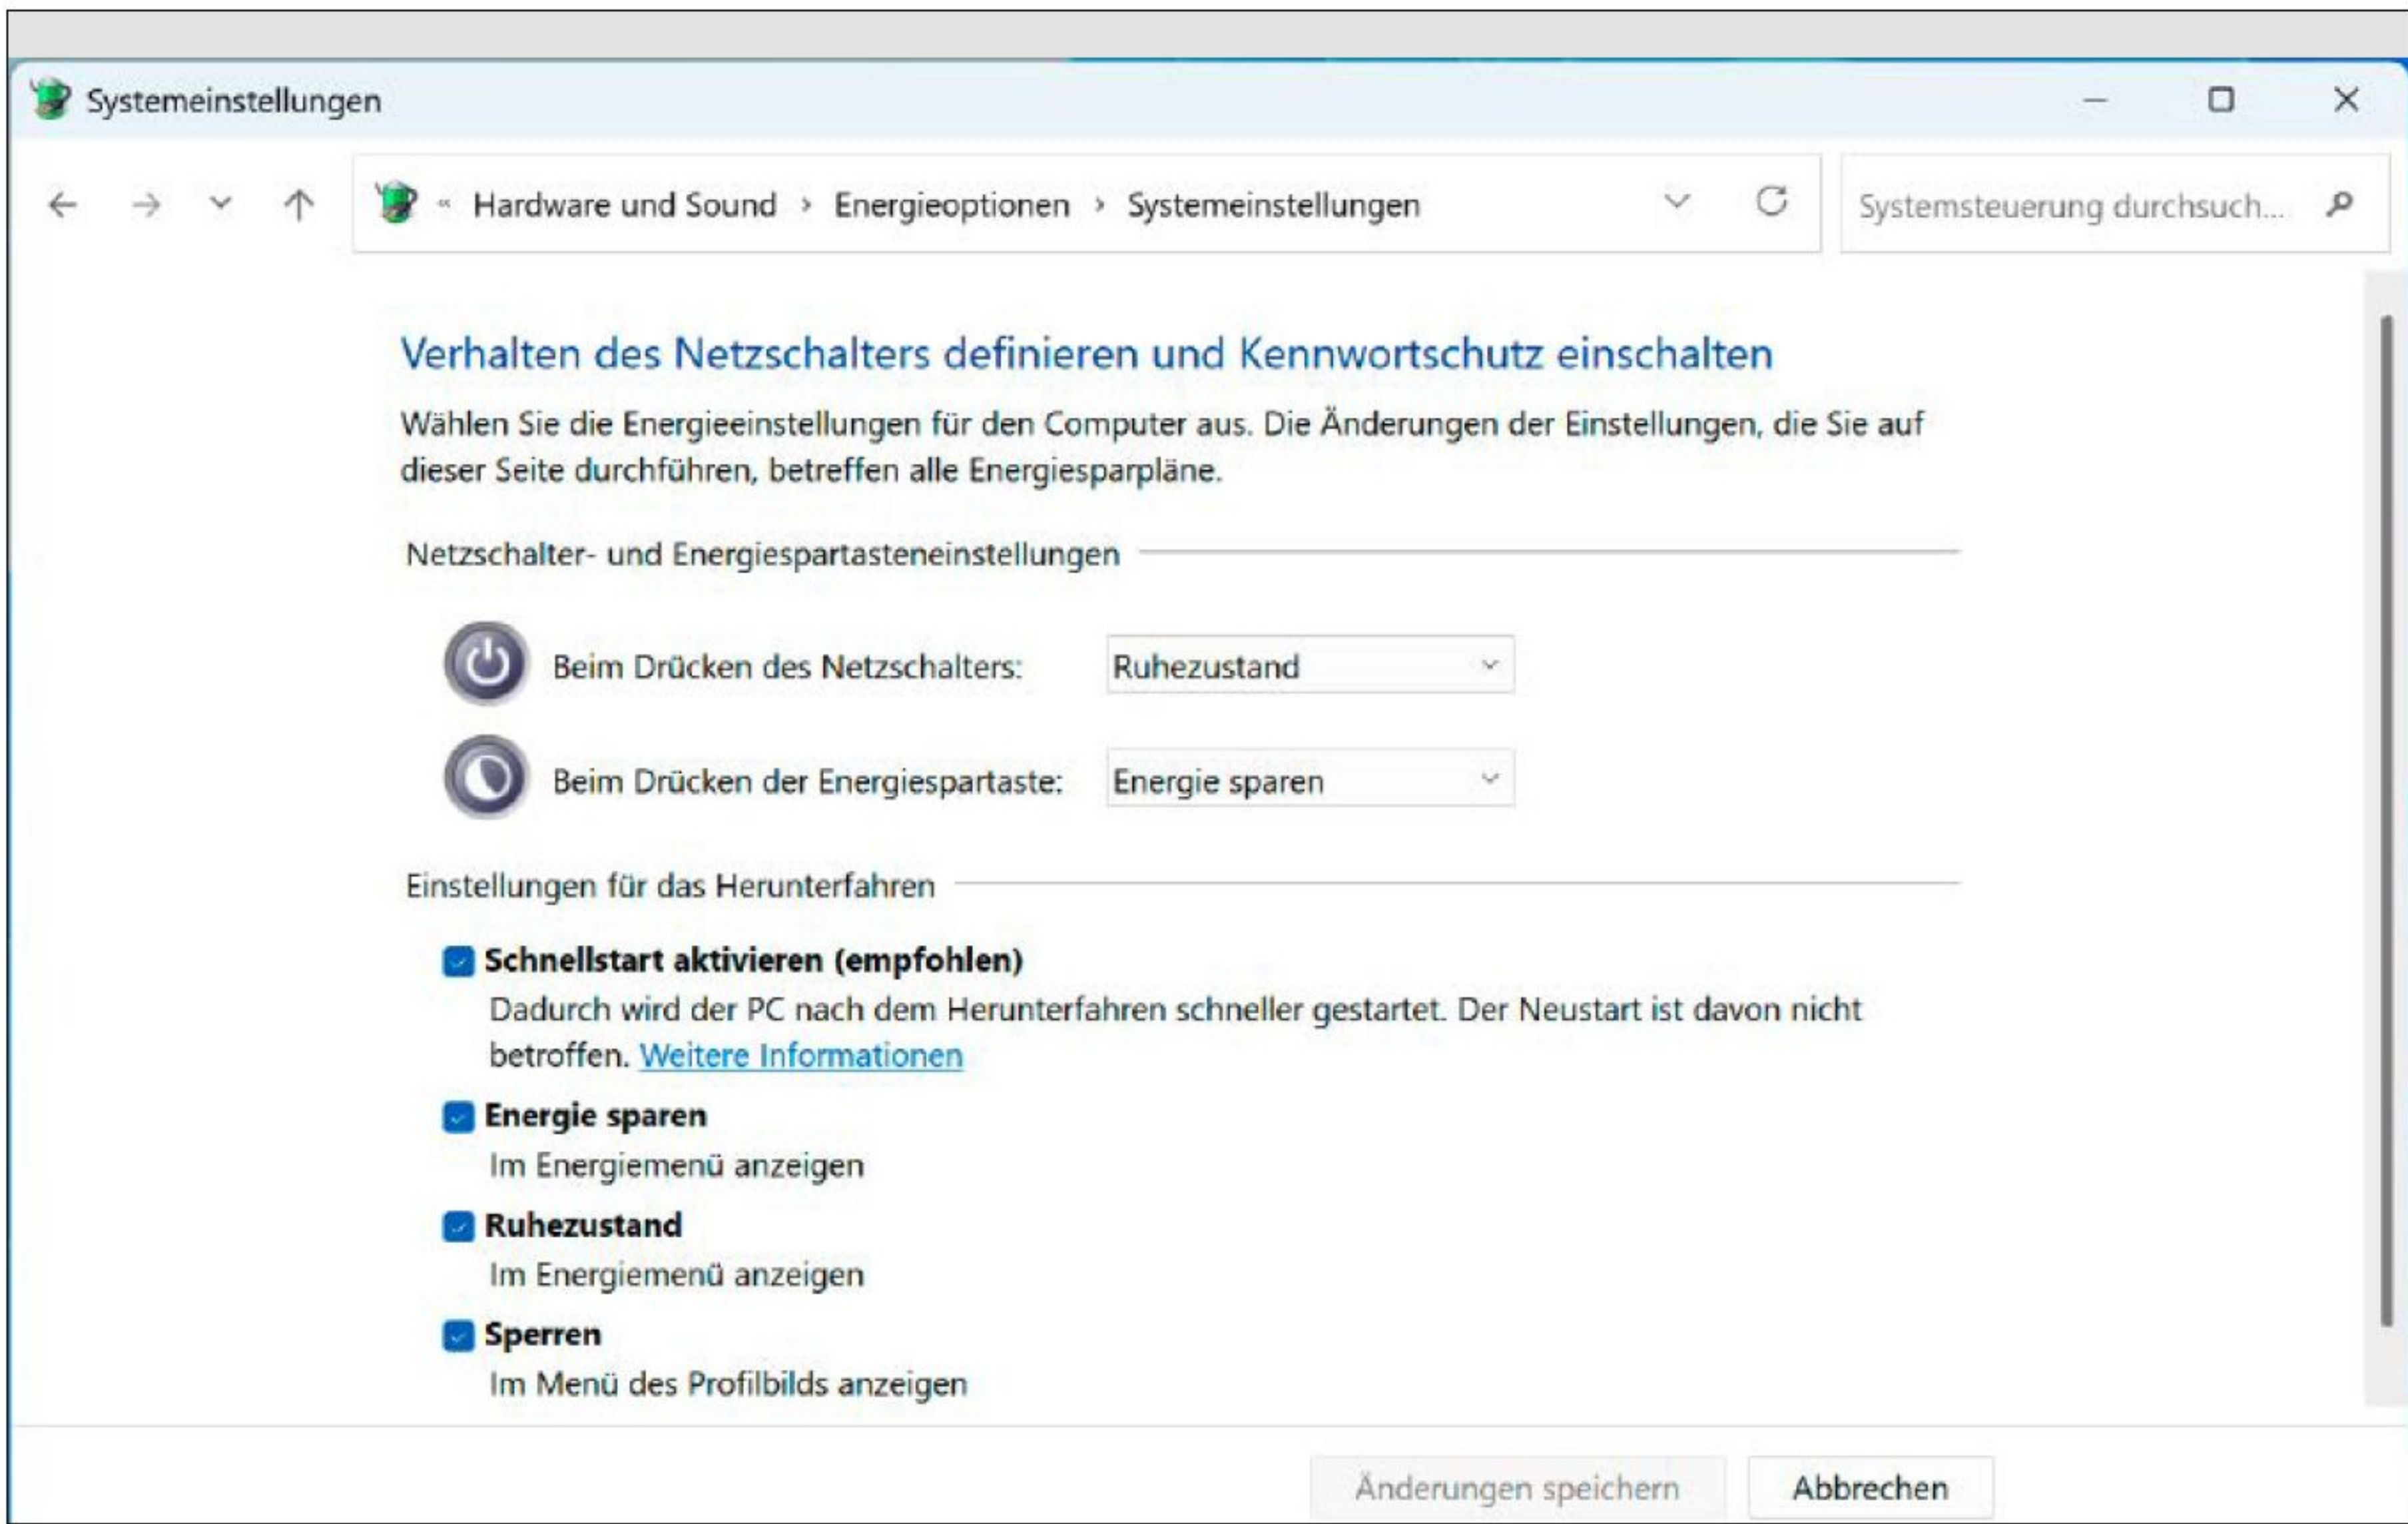 Systemeinstellungen
« Hardware und Sound › Energieoptionen › Systemeinstellungen
Systemsteuerung durchsuch...
Verhalten des Netzschalters definieren und Kennwortschutz einschalten
Wählen Sie die Energieeinstellungen für den Computer aus. Die Änderungen der Einstellungen, die Sie auf
dieser Seite durchführen, betreffen alle Energiesparpläne.
Netzschalter- und Energiespartasteneinstellungen
Beim Drücken des Netzschalters: Ruhezustand
Beim Drücken der Energiespartaste: Energie sparen
Einstellungen für das Herunterfahren
Schnellstart aktivieren (empfohlen)
Dadurch wird der PC nach dem Herunterfahren schneller gestartet. Der Neustart ist davon nicht
betroffen. Weitere Informationen
Energie sparen
Im Energiemenü anzeigen
Ruhezustand
Im Energiemenü anzeigen
Sperren
Im Menü des Profilbilds anzeigen
Änderungen speichern Abbrechen